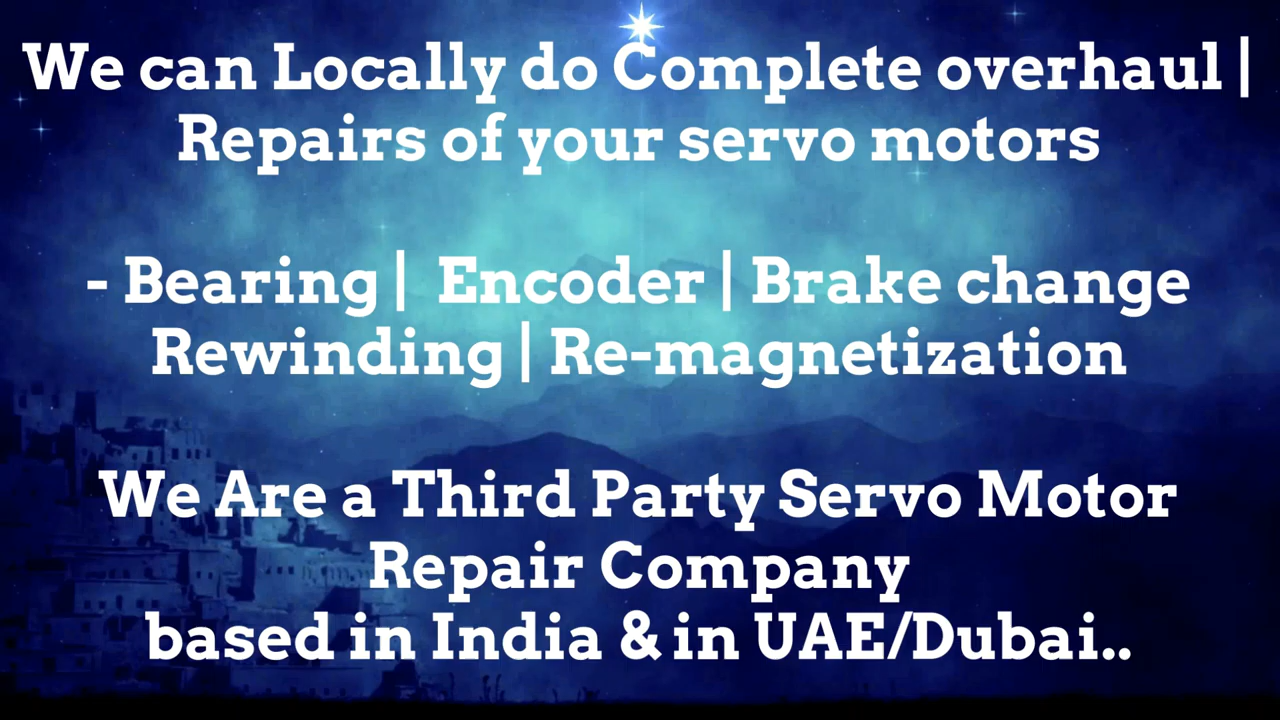 We can Locally do Complete overhaul |
Repairs of your servo motors
- Bearing | Encoder | Brake change
Rewinding | Re-magnetization
We Are a Third Party Servo Motor
Repair Company
based in India & in UAE/Dubai..